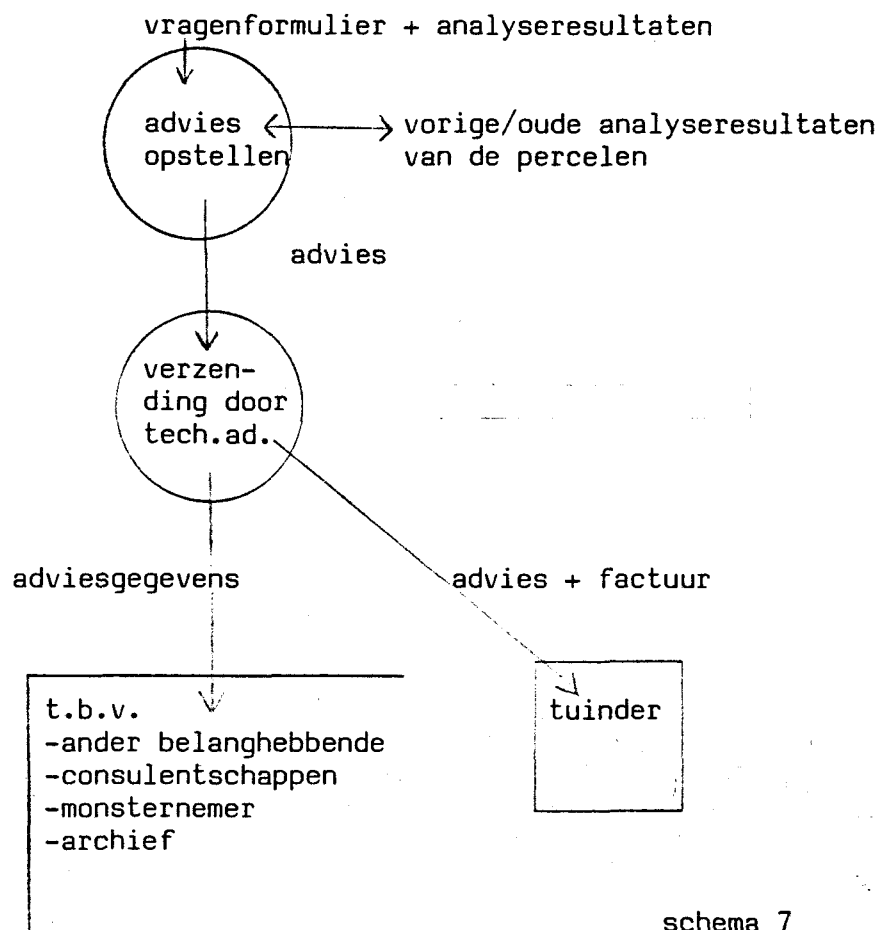 vragenformulier + analyseresultaten
advies
opstellen
vorige/oude analyseresultaten
van de percelen
advies
verzen-
ding door
tech.ad.
adviesgegevens
advies + factuur
t.b.v.
-ander belanghebbende
-consulentschappen
-monsternemer
-archief
tuinder
schema 7